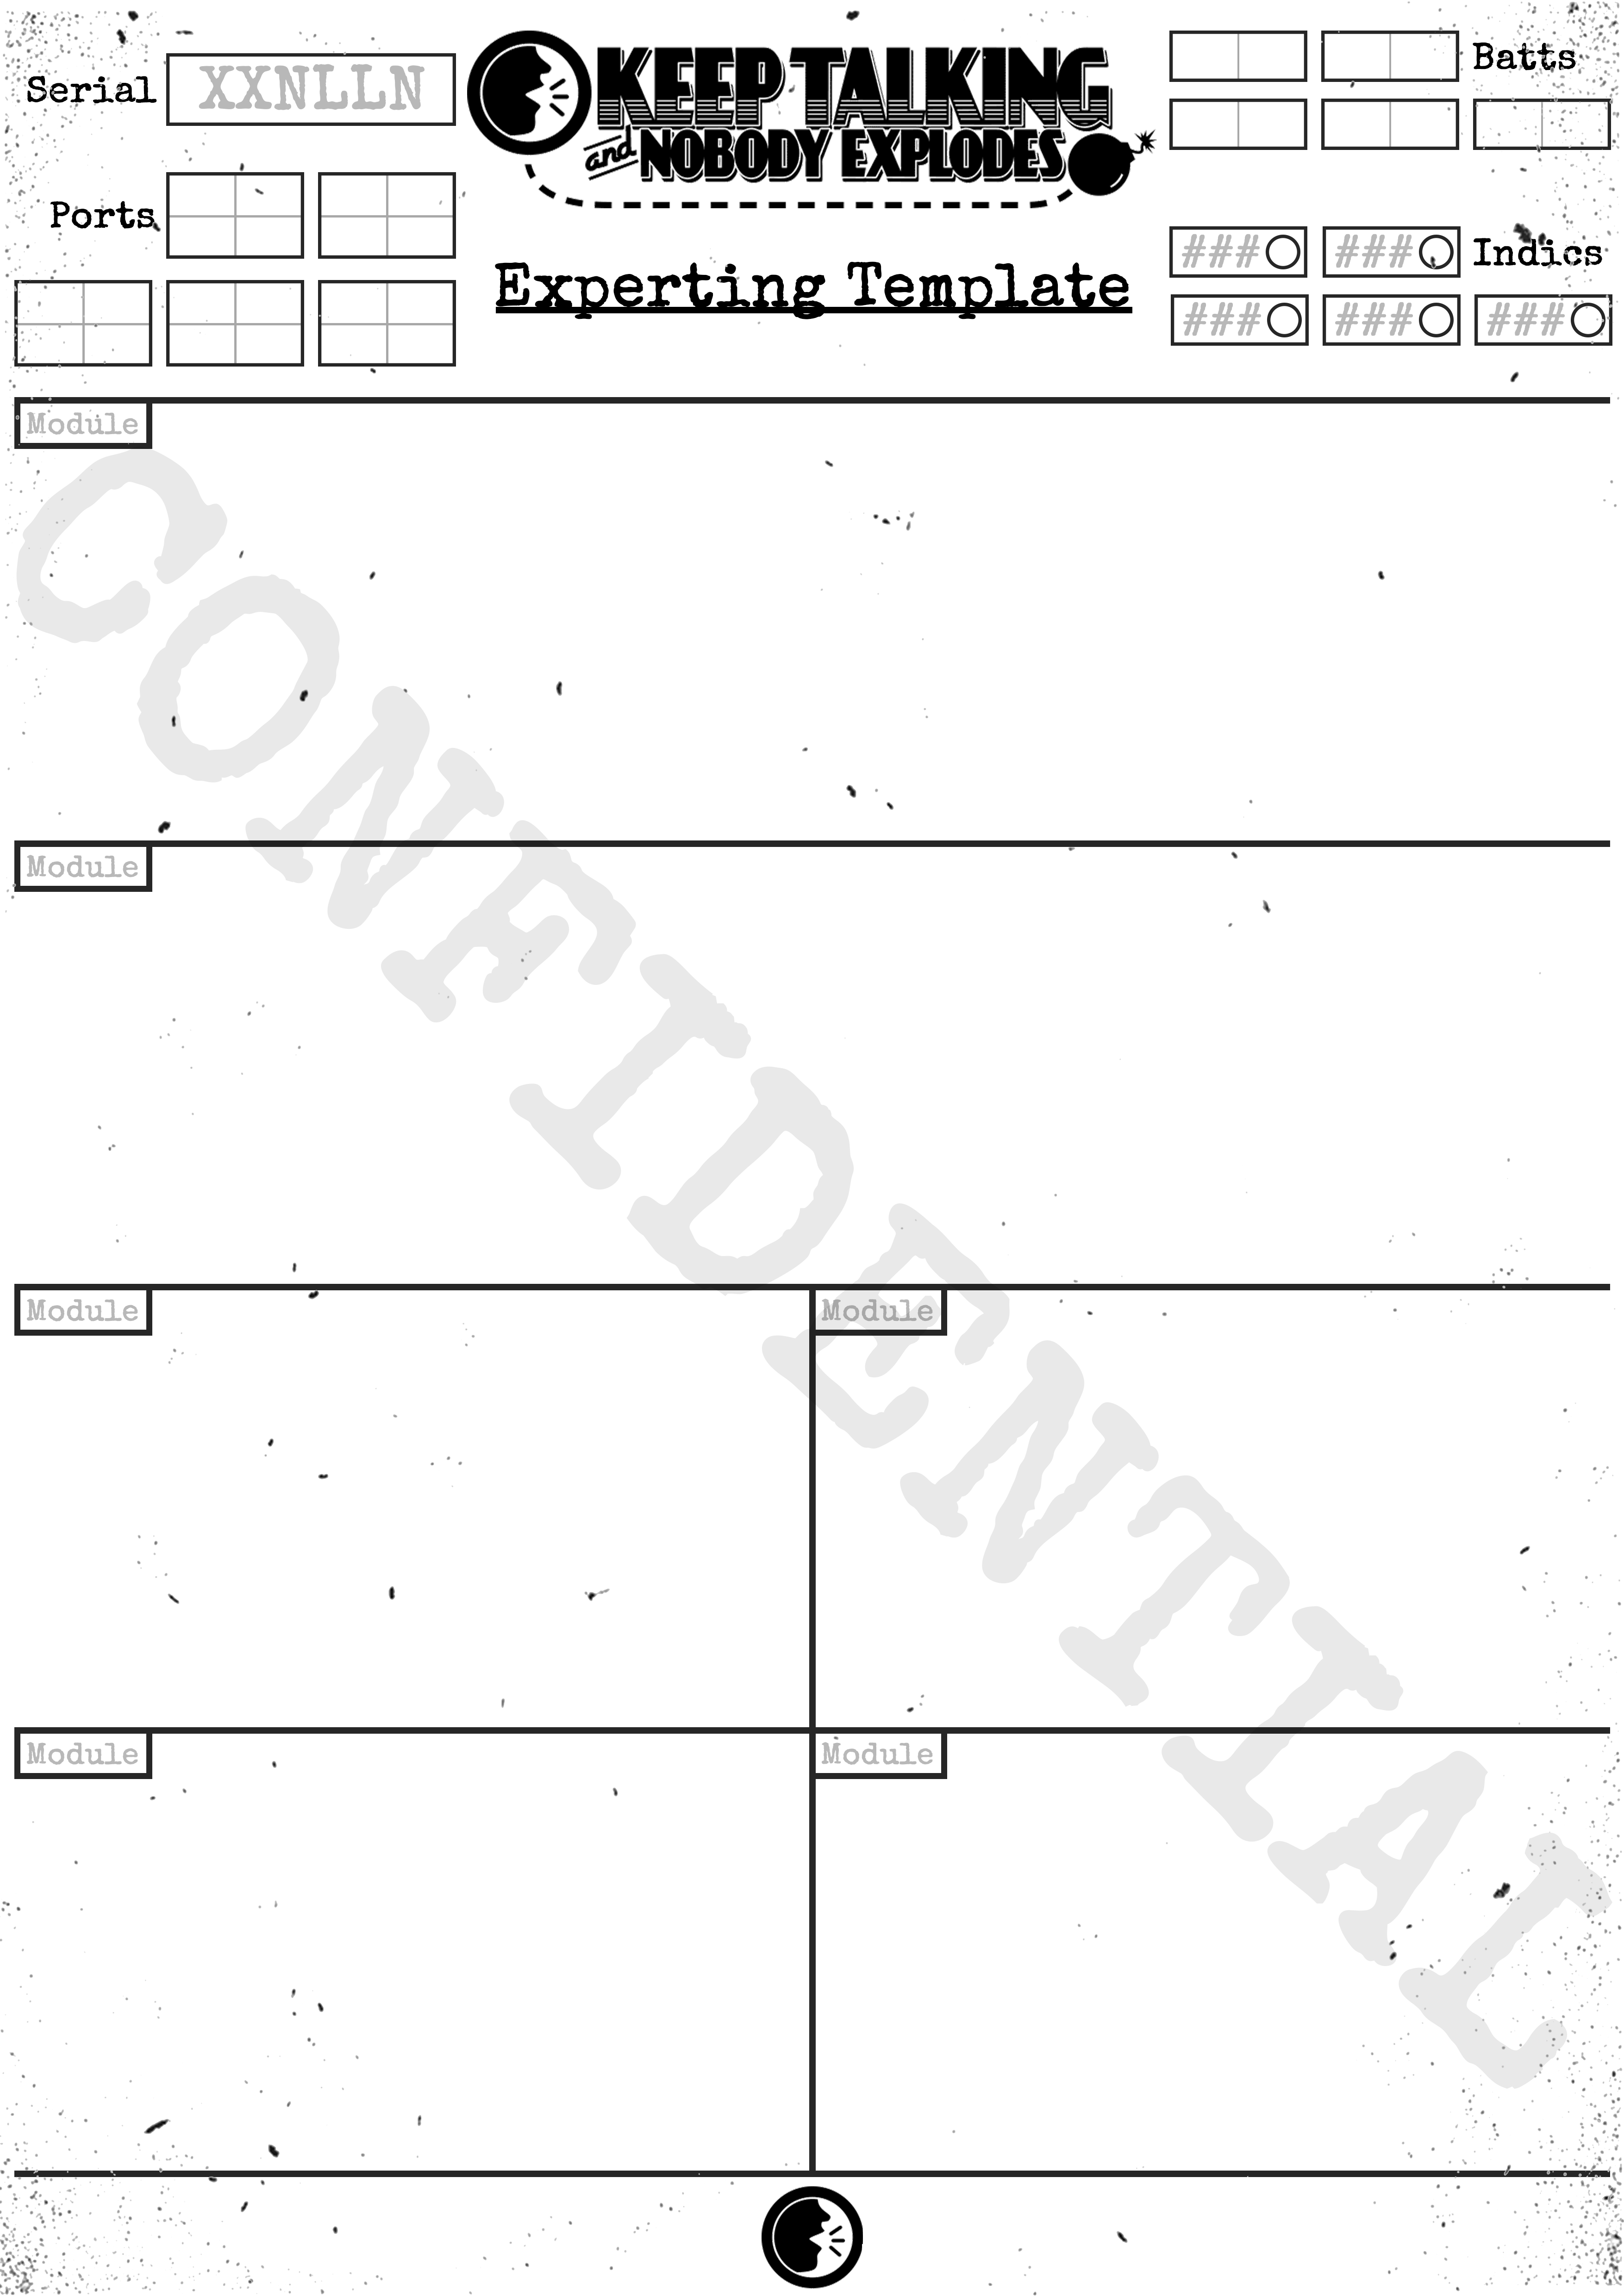 Serial
XXNLLN
Ports
KEEP TALKING
and NOBODY EXPLODES
Experting Template
Batts
### ### Indics
### ### ###
Module
Module
Module Module
Module Module
CONFIDENTIAL